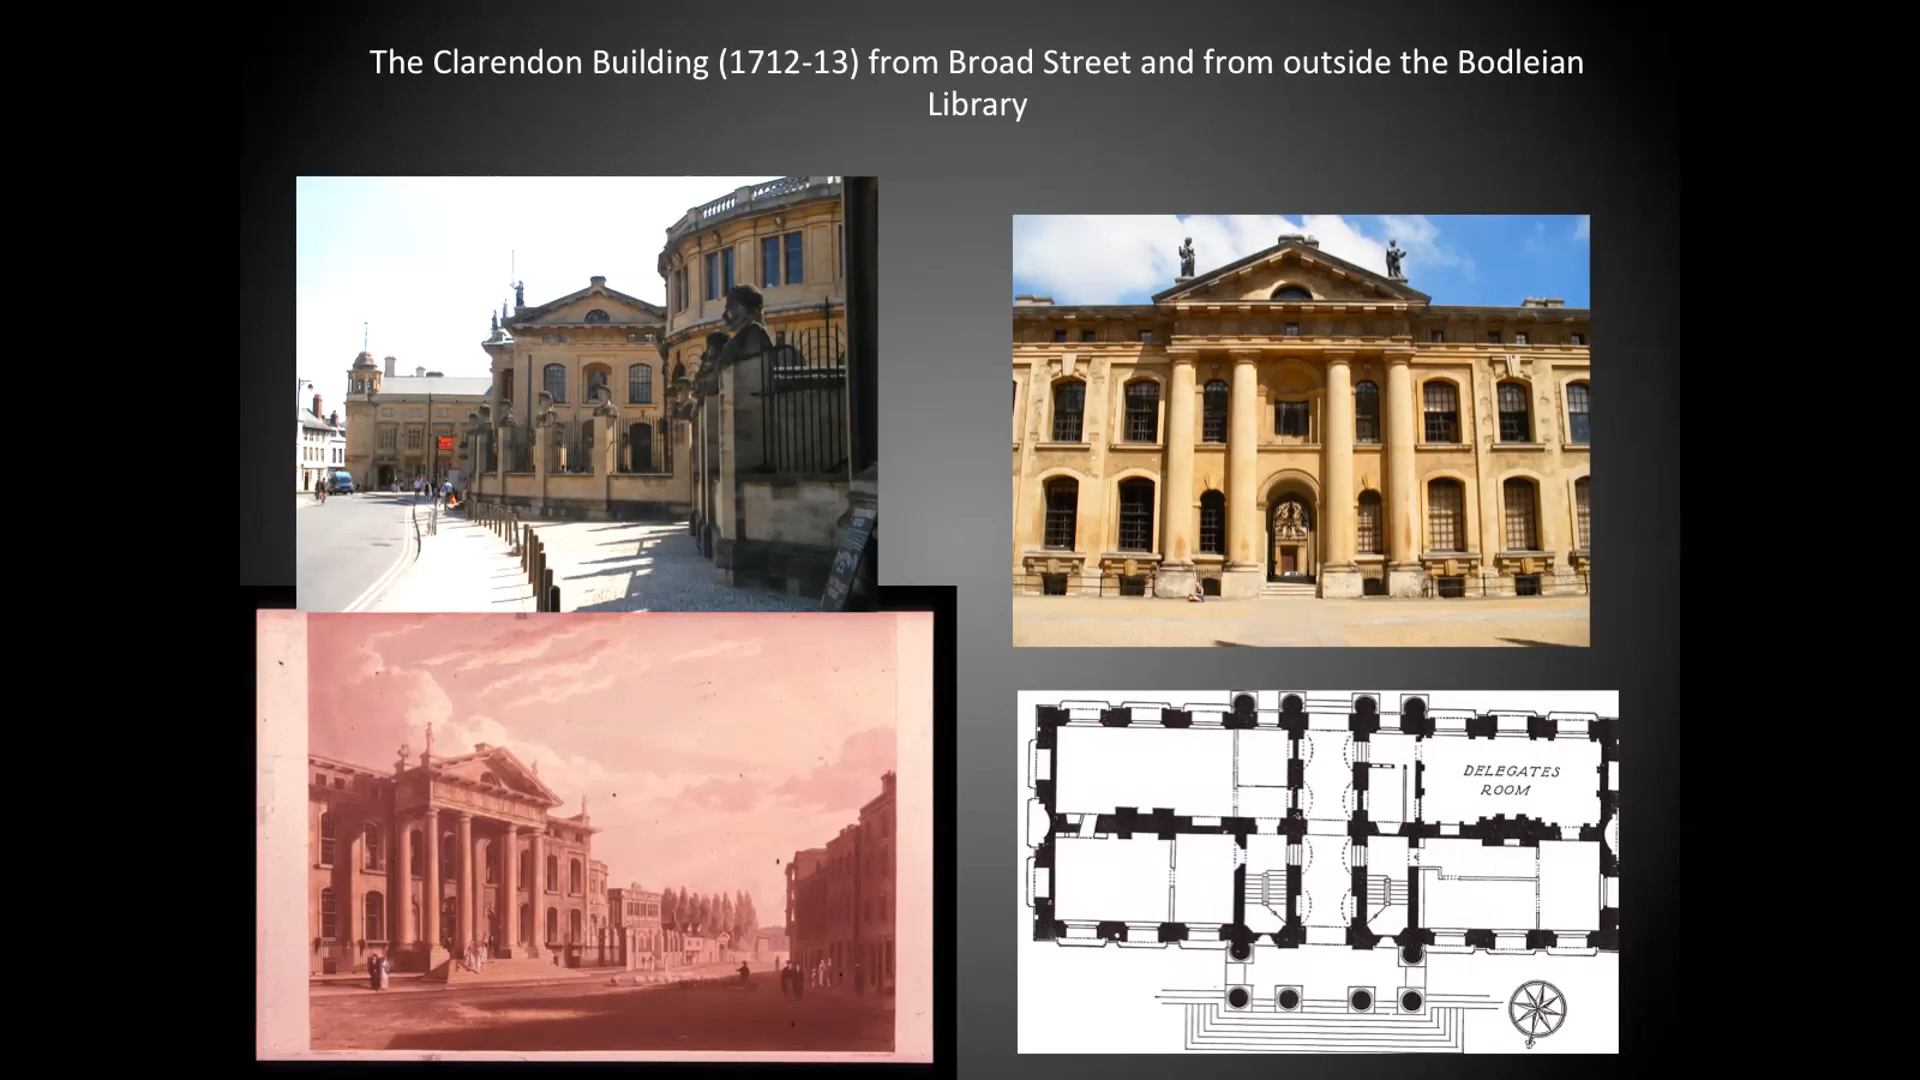 The Clarendon Building (1712-13) from Broad Street and from outside the Bodleian
Library
DELEGATES
ROOM